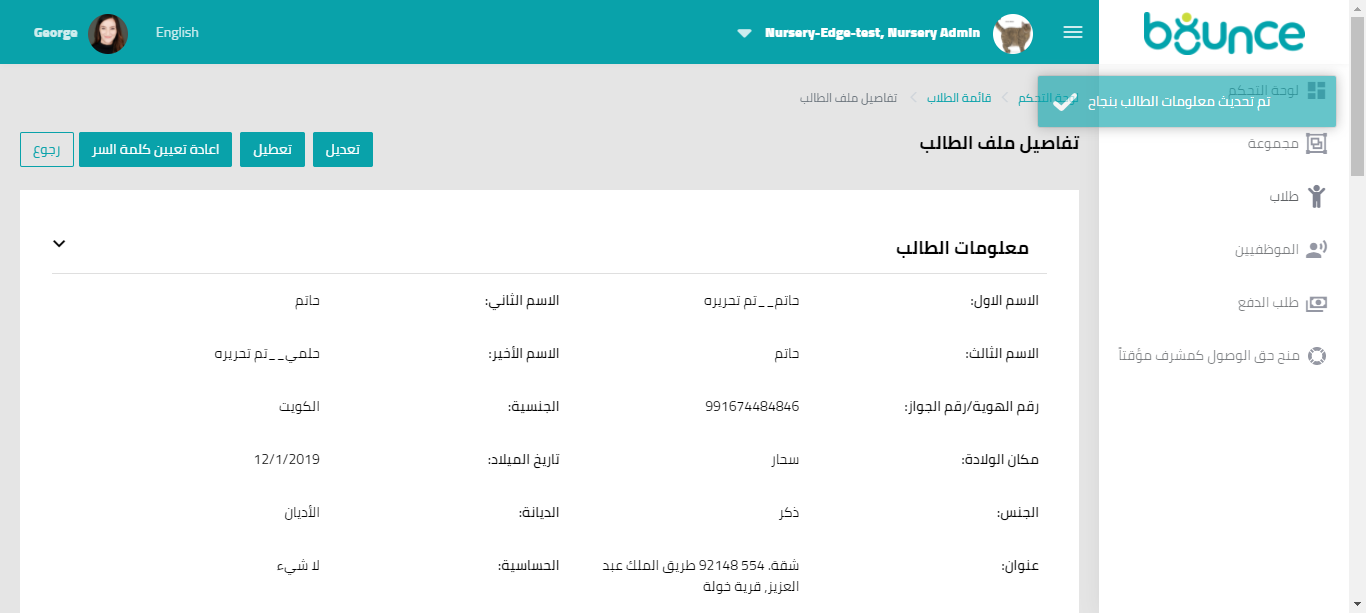 bounce
Nursery-Edge-test, Nursery Admin
English
George
لوحة التحكم
تم تحديث معلومات الطالب بنجاح
مجموعة
طلاب
الموظفيين
طلب الدفع
منح حق الوصول كمشرف مؤقتاً
لوحة التحكم
قائمة الطلاب
تفاصيل ملف الطالب
تفاصيل ملف الطالب
تعديل
تعطيل
اعادة تعيين كلمة السر
رجوع
معلومات الطالب
الاسم الاول: حاتم__تم تحريره الاسم الثاني: حاتم
الاسم الثالث: حاتم الاسم الأخير: حلمي__تم تحريره
رقم الهوية/رقم الجواز: 991674484846 الجنسية: الكويت
مكان الولادة: سحار تاريخ الميلاد: 12/1/2019
الجنس: ذكر الديانة: الأديان
عنوان: شقة. 554 92148 طريق الملك عبد الحساسية: لا شيء
العزيز, قرية خولة